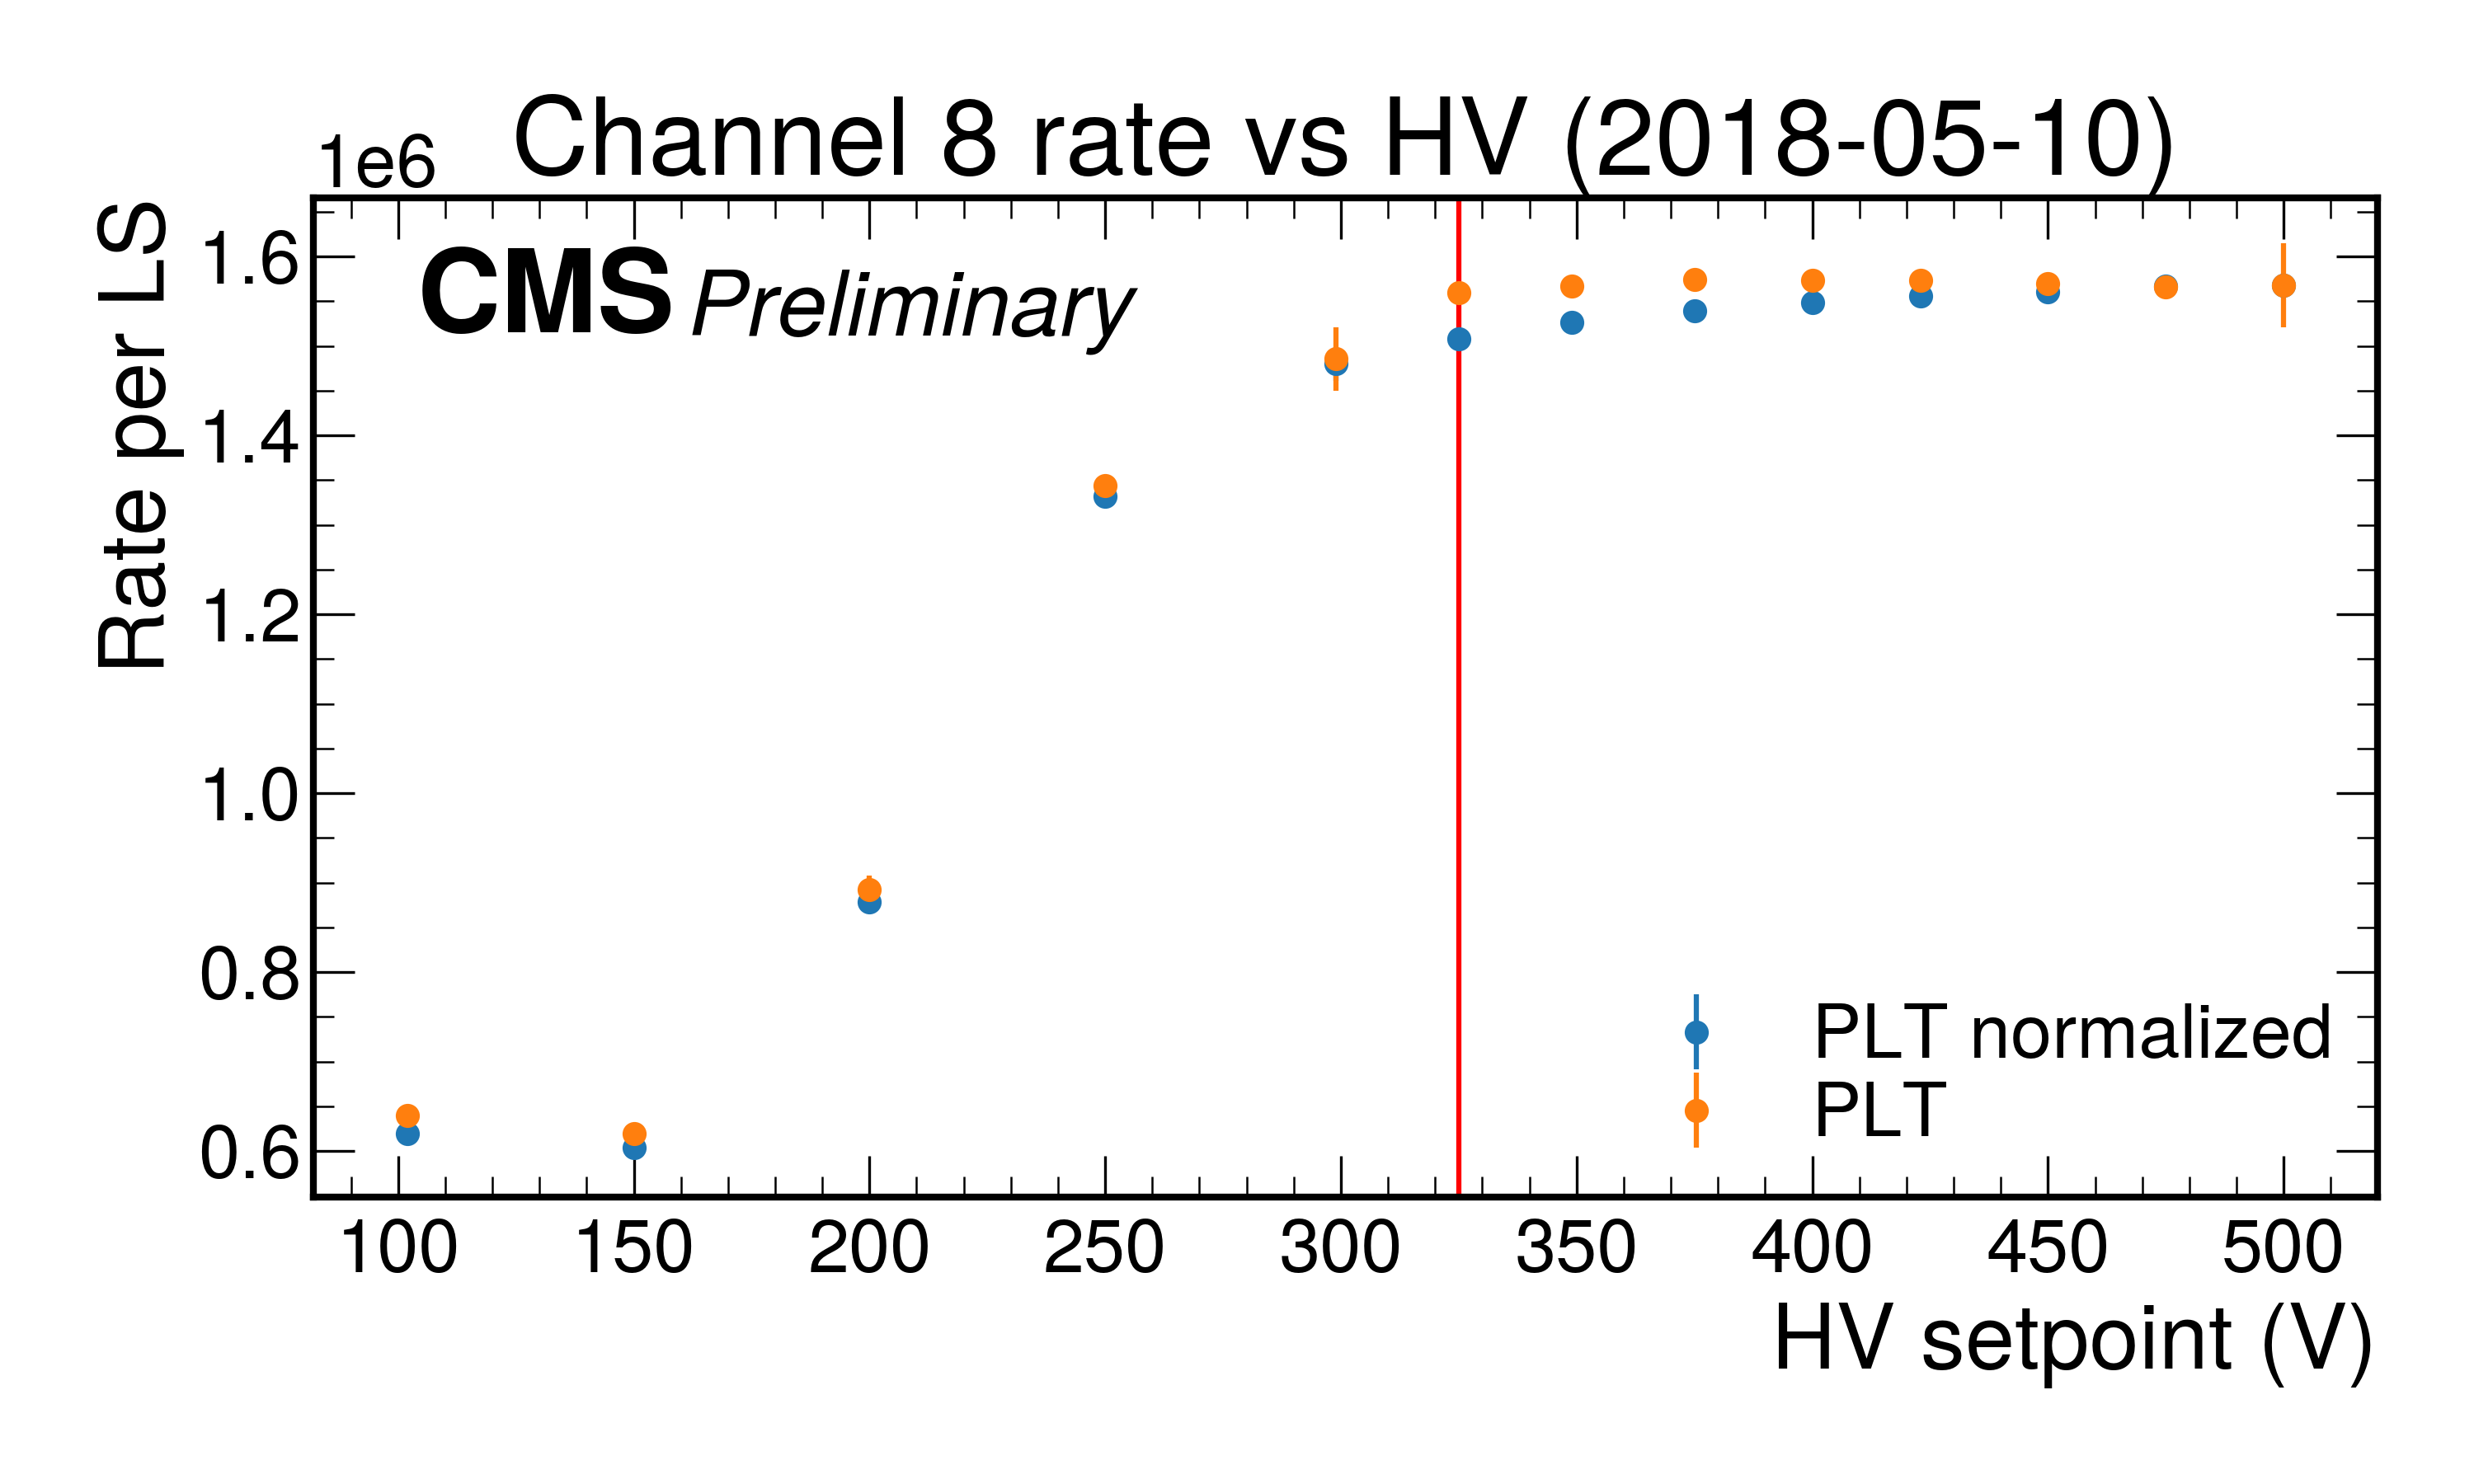 Channel 8 rate vs HV (2018-05-10)
1e6
CMS Preliminary
Rate per LS
1.6
1.4
1.2
1.0
0.8
0.6
PLT normalized
PLT
100 150 200 250 300 350 400 450 500
HV setpoint (V)